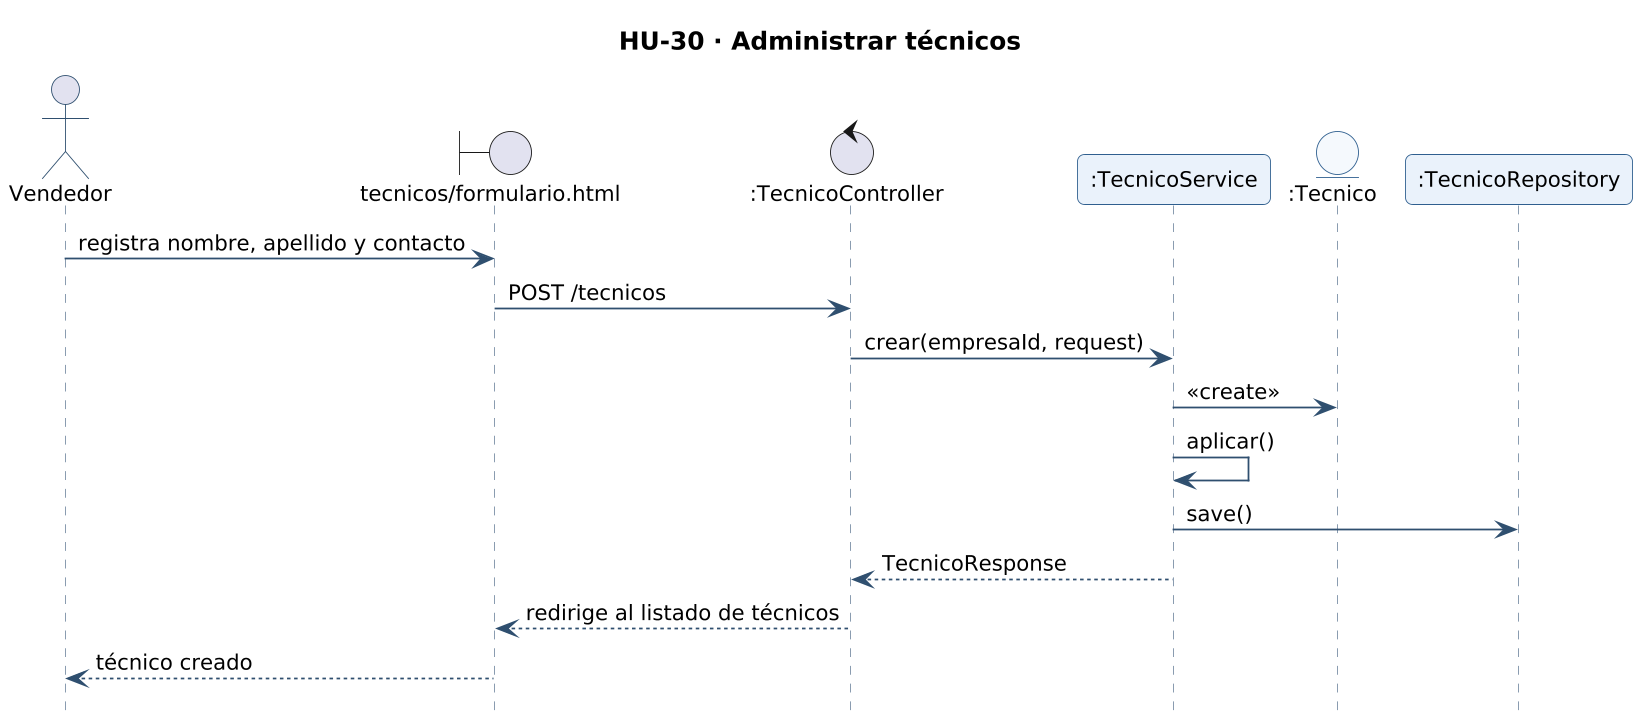 HU-30 · Administrar técnicos
Vendedor
tecnicos/formulario.html
:TecnicoController
:TecnicoService
:Tecnico
:TecnicoRepository
registra nombre, apellido y contacto
POST /tecnicos
crear(empresaId, request)
«create»
aplicar()
save()
TecnicoResponse
redirige al listado de técnicos
técnico creado